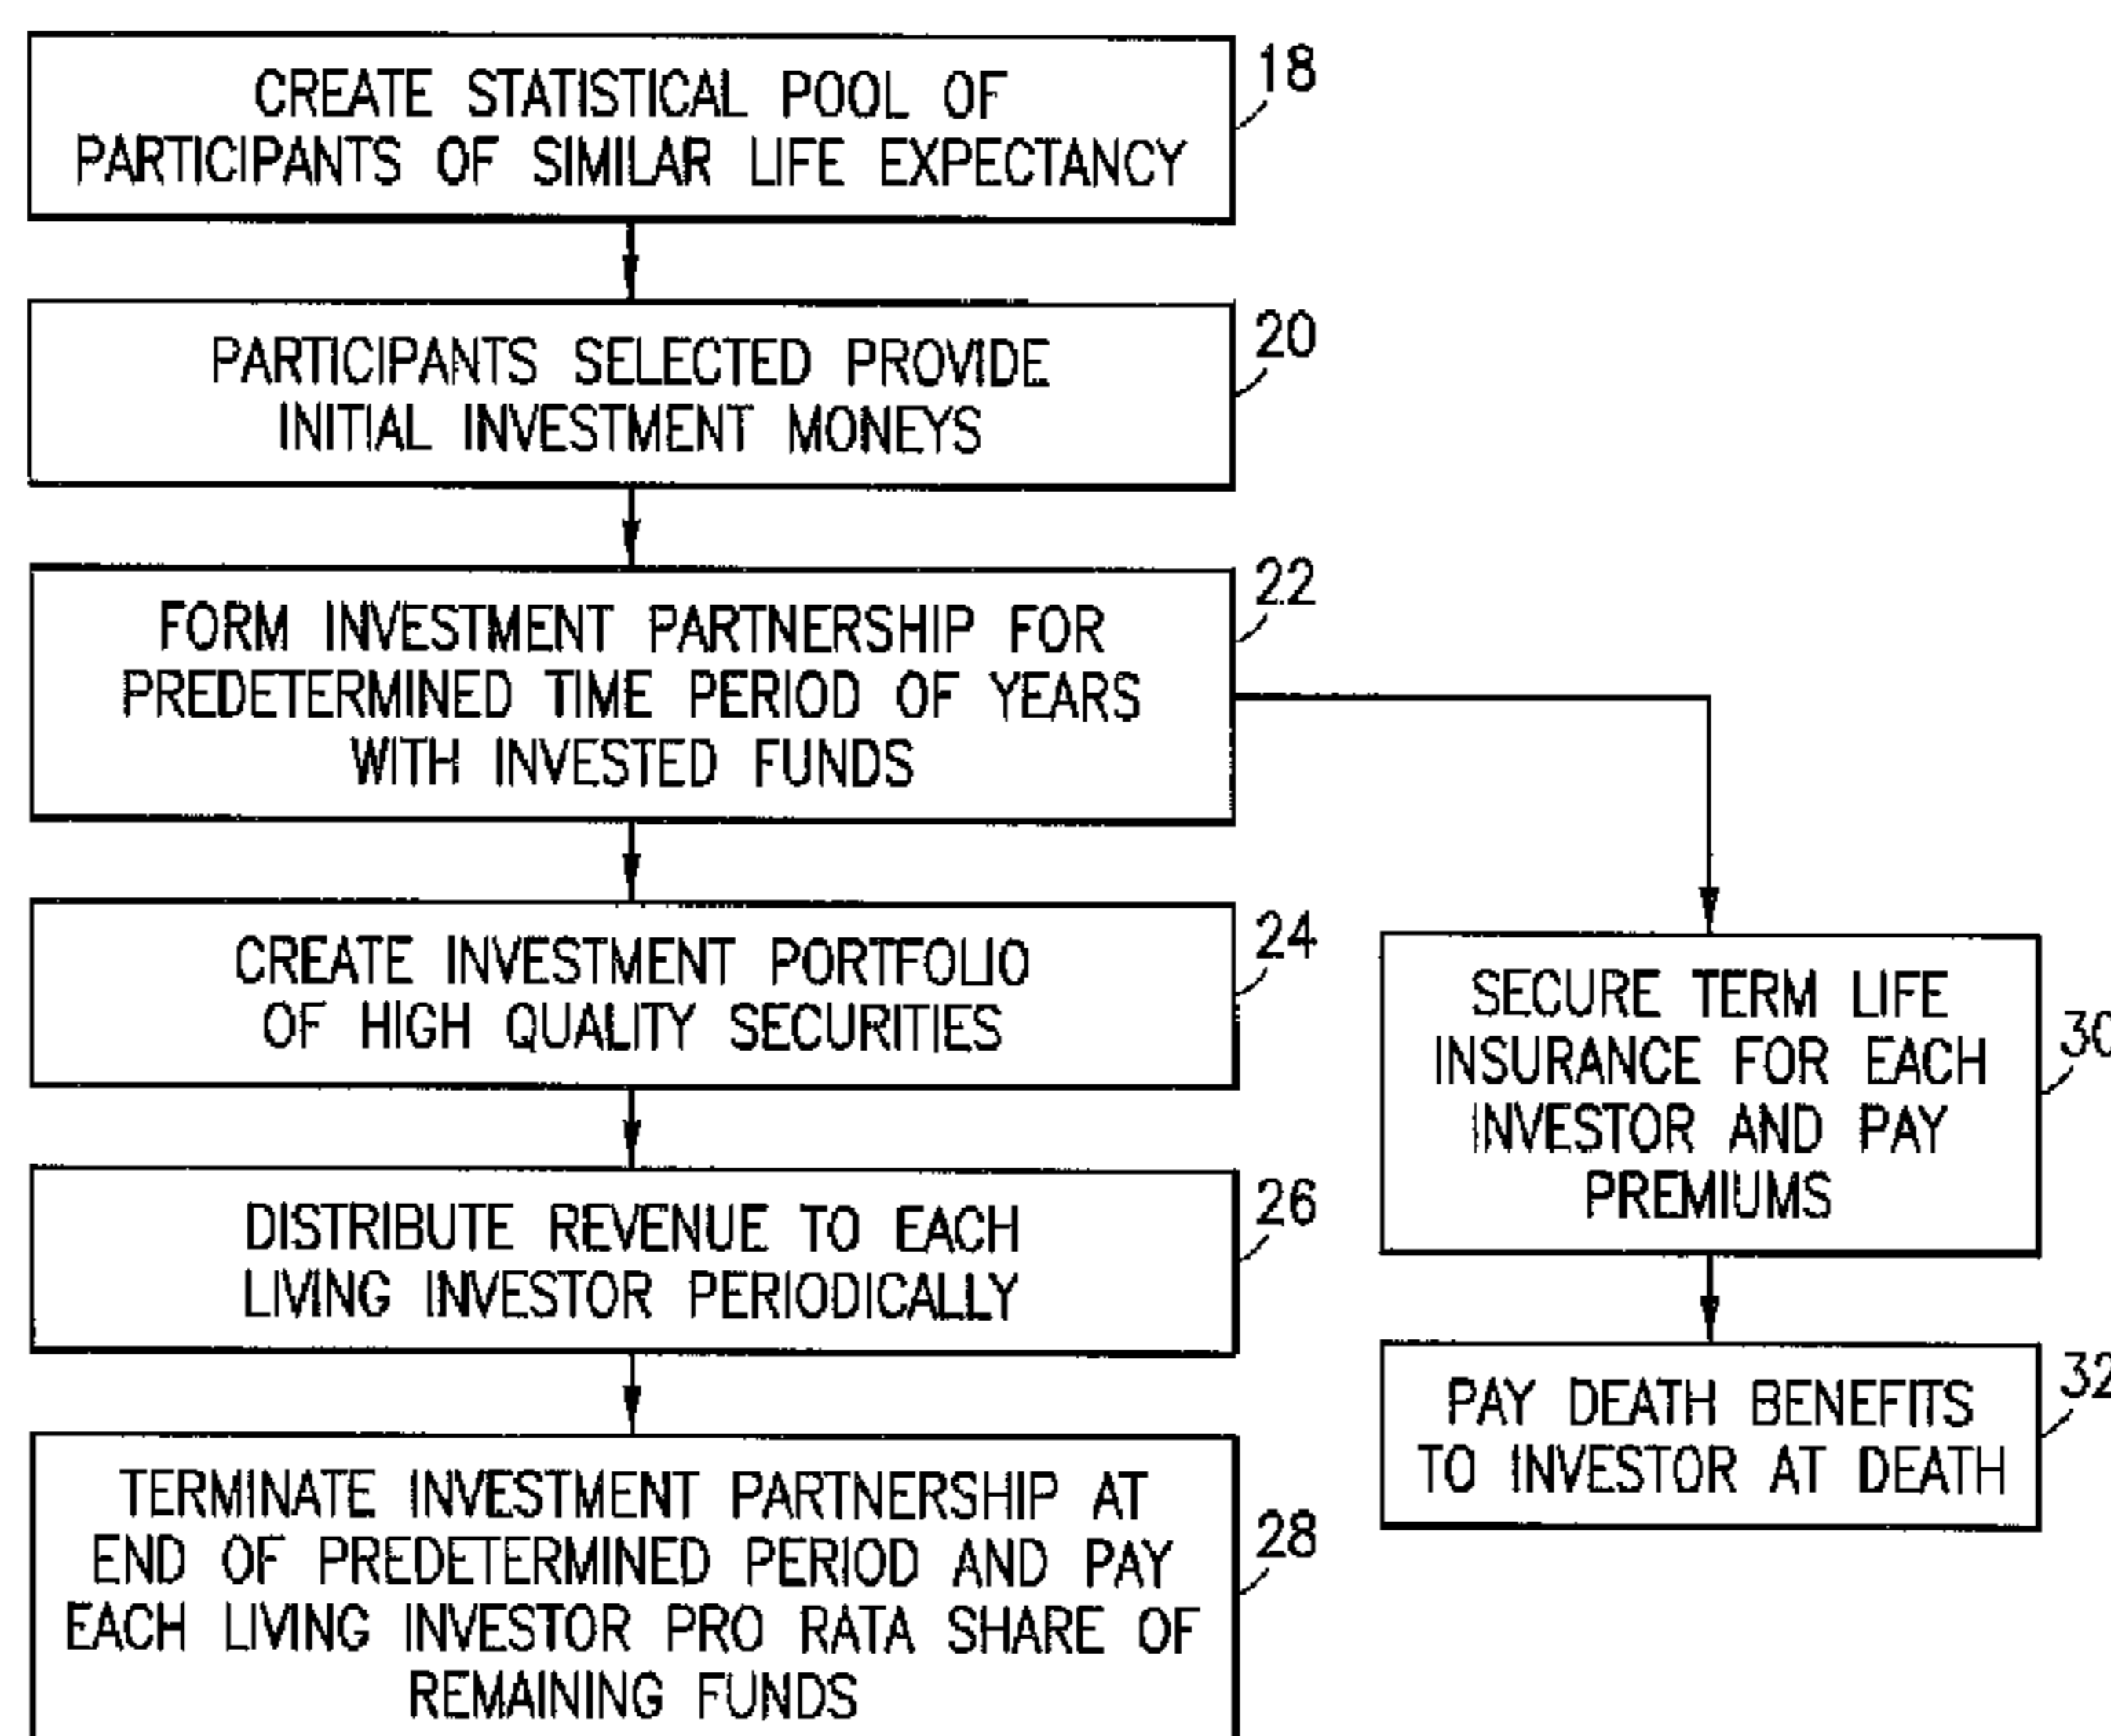 CREATE STATISTICAL POOL OF
PARTICIPANTS OF SIMILAR LIFE EXPECTANCY
18
PARTICIPANTS SELECTED PROVIDE
INITIAL INVESTMENT MONEYS
20
FORM INVESTMENT PARTNERSHIP FOR
PREDETERMINED TIME PERIOD OF YEARS
WITH INVESTED FUNDS
22
CREATE INVESTMENT PORTFOLIO
OF HIGH QUALITY SECURITIES
24
DISTRIBUTE REVENUE TO EACH
LIVING INVESTOR PERIODICALLY
26
TERMINATE INVESTMENT PARTNERSHIP AT
END OF PREDETERMINED PERIOD AND PAY
EACH LIVING INVESTOR PRO RATA SHARE OF
REMAINING FUNDS
28
SECURE TERM LIFE
INSURANCE FOR EACH
INVESTOR AND PAY
PREMIUMS
30
PAY DEATH BENEFITS
TO INVESTOR AT DEATH
32